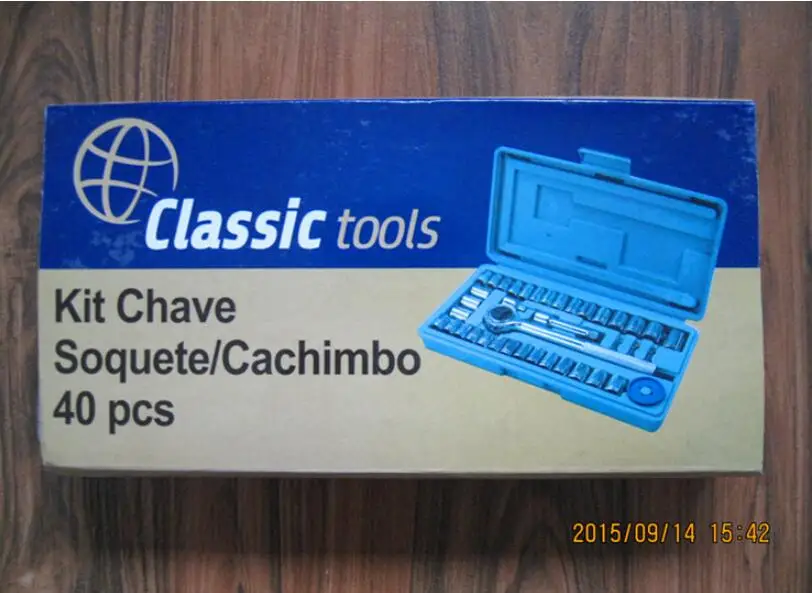 Classic tools
Kit Chave
Soquete/Cachimbo
40 pcs
2015/09/14 15:42